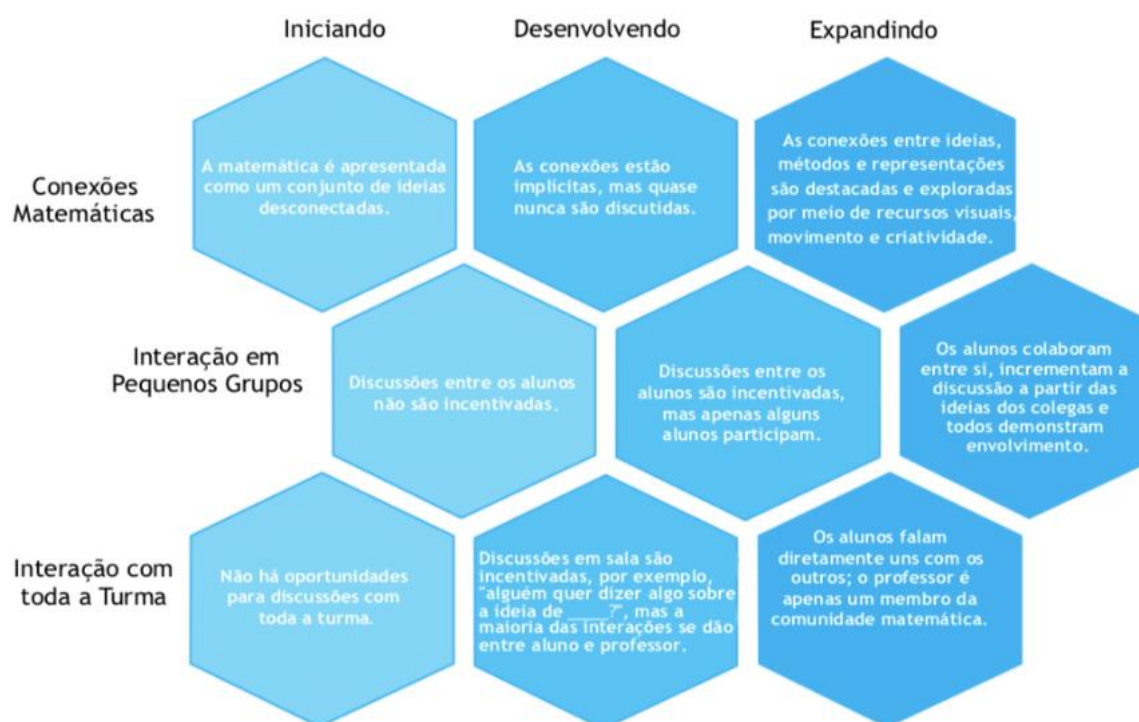 Iniciando
Desenvolvendo
Expandindo
Conexões
Matemáticas
A matemática é apresentada
como um conjunto de ideias
desconectadas.
As conexões estão
implícitas, mas quase
nunca são discutidas.
As conexões entre ideias,
métodos e representações
são destacadas e exploradas
por meio de recursos visuais,
movimento e criatividade.
Interação em
Pequenos Grupos
Discussões entre os alunos
não são incentivadas.
Discussões entre os
alunos são incentivadas,
mas apenas alguns
alunos participam.
Os alunos colaboram
entre si, incrementam a
discussão a partir das
ideias dos colegas e
todos demonstram
envolvimento.
Interação com
toda a Turma
Não há oportunidades
para discussões com
toda a turma.
Discussões em sala são
incentivadas, por exemplo,
"alguém quer dizer algo sobre
a ideia de ____?", mas a
maioria das interações se dão
entre aluno e professor.
Os alunos falam
diretamente uns com os
outros; o professor é
apenas um membro da
comunidade matemática.